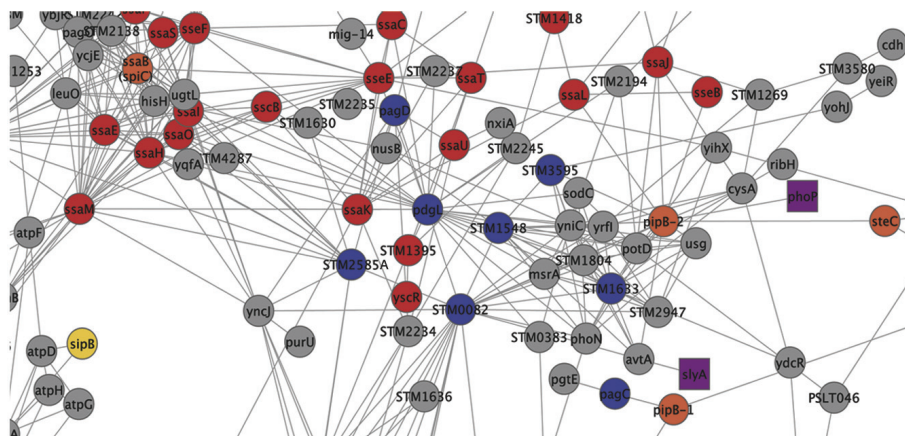 ybjK
STM1418
pagO
STM2138
ssaS
sseF
mig-14
ssaC
ycjE
ssaB
(spiC)
sseE
STM2237
ssaT
ssaJ
STM3580
cdh
1253
leuO
hisH
ugtL
ssaL
STM2194
sseB
STM1269
yeiR
yohJ
ssaI
sscB
STM2235
pagD
STM1630
nxiA
ssaE
ssaO
ssaH
nusB
ssaU
STM2245
yihX
yqfA
STM4287
STM3595
ribH
sodC
cysA
phoP
ssaM
ssaK
pdgL
STM1548
yniC
yrfI
pipB-2
steC
atpF
potD
usg
STM1395
STM2585A
STM1804
msrA
STM1633
yscR
yncJ
STM0082
STM2947
STM2234
purU
STM0383
phoN
sipB
atpD
avtA
ydcR
slyA
pgtE
atpH
STM1636
pagC
atpG
pipB-1
PSLT046